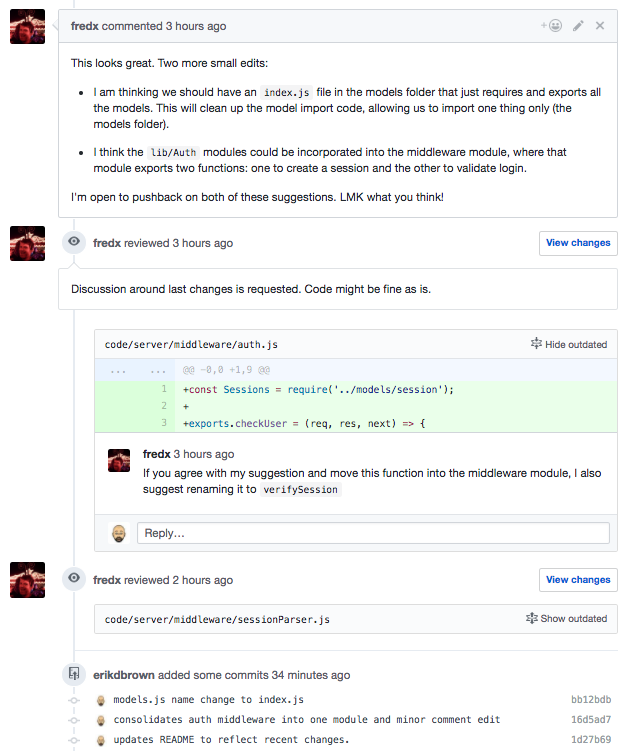 fredx commented 3 hours ago
This looks great. Two more small edits:
• I am thinking we should have an index.js file in the models folder that just requires and exports all
the models. This will clean up the model import code, allowing us to import one thing only (the
models folder).
• I think the lib/Auth modules could be incorporated into the middleware module, where that
module exports two functions: one to create a session and the other to validate login.
I'm open to pushback on both of these suggestions. LMK what you think!
fredx reviewed 3 hours ago View changes
Discussion around last changes is requested. Code might be fine as is.
code/server/middleware/auth.js Hide outdated
... ... @@ -0,0 +1,9 @@
1 +const Sessions = require('../models/session');
2 +
3 +exports.checkUser = (req, res, next) => {
fredx 3 hours ago
If you agree with my suggestion and move this function into the middleware module, I also
suggest renaming it to verifySession
Reply...
fredx reviewed 2 hours ago View changes
code/server/middleware/sessionParser.js Show outdated
erikdbrown added some commits 34 minutes ago
models.js name change to index.js bb12bdb
consolidates auth middleware into one module and minor comment edit 16d5ad7
updates README to reflect recent changes. 1d27b69